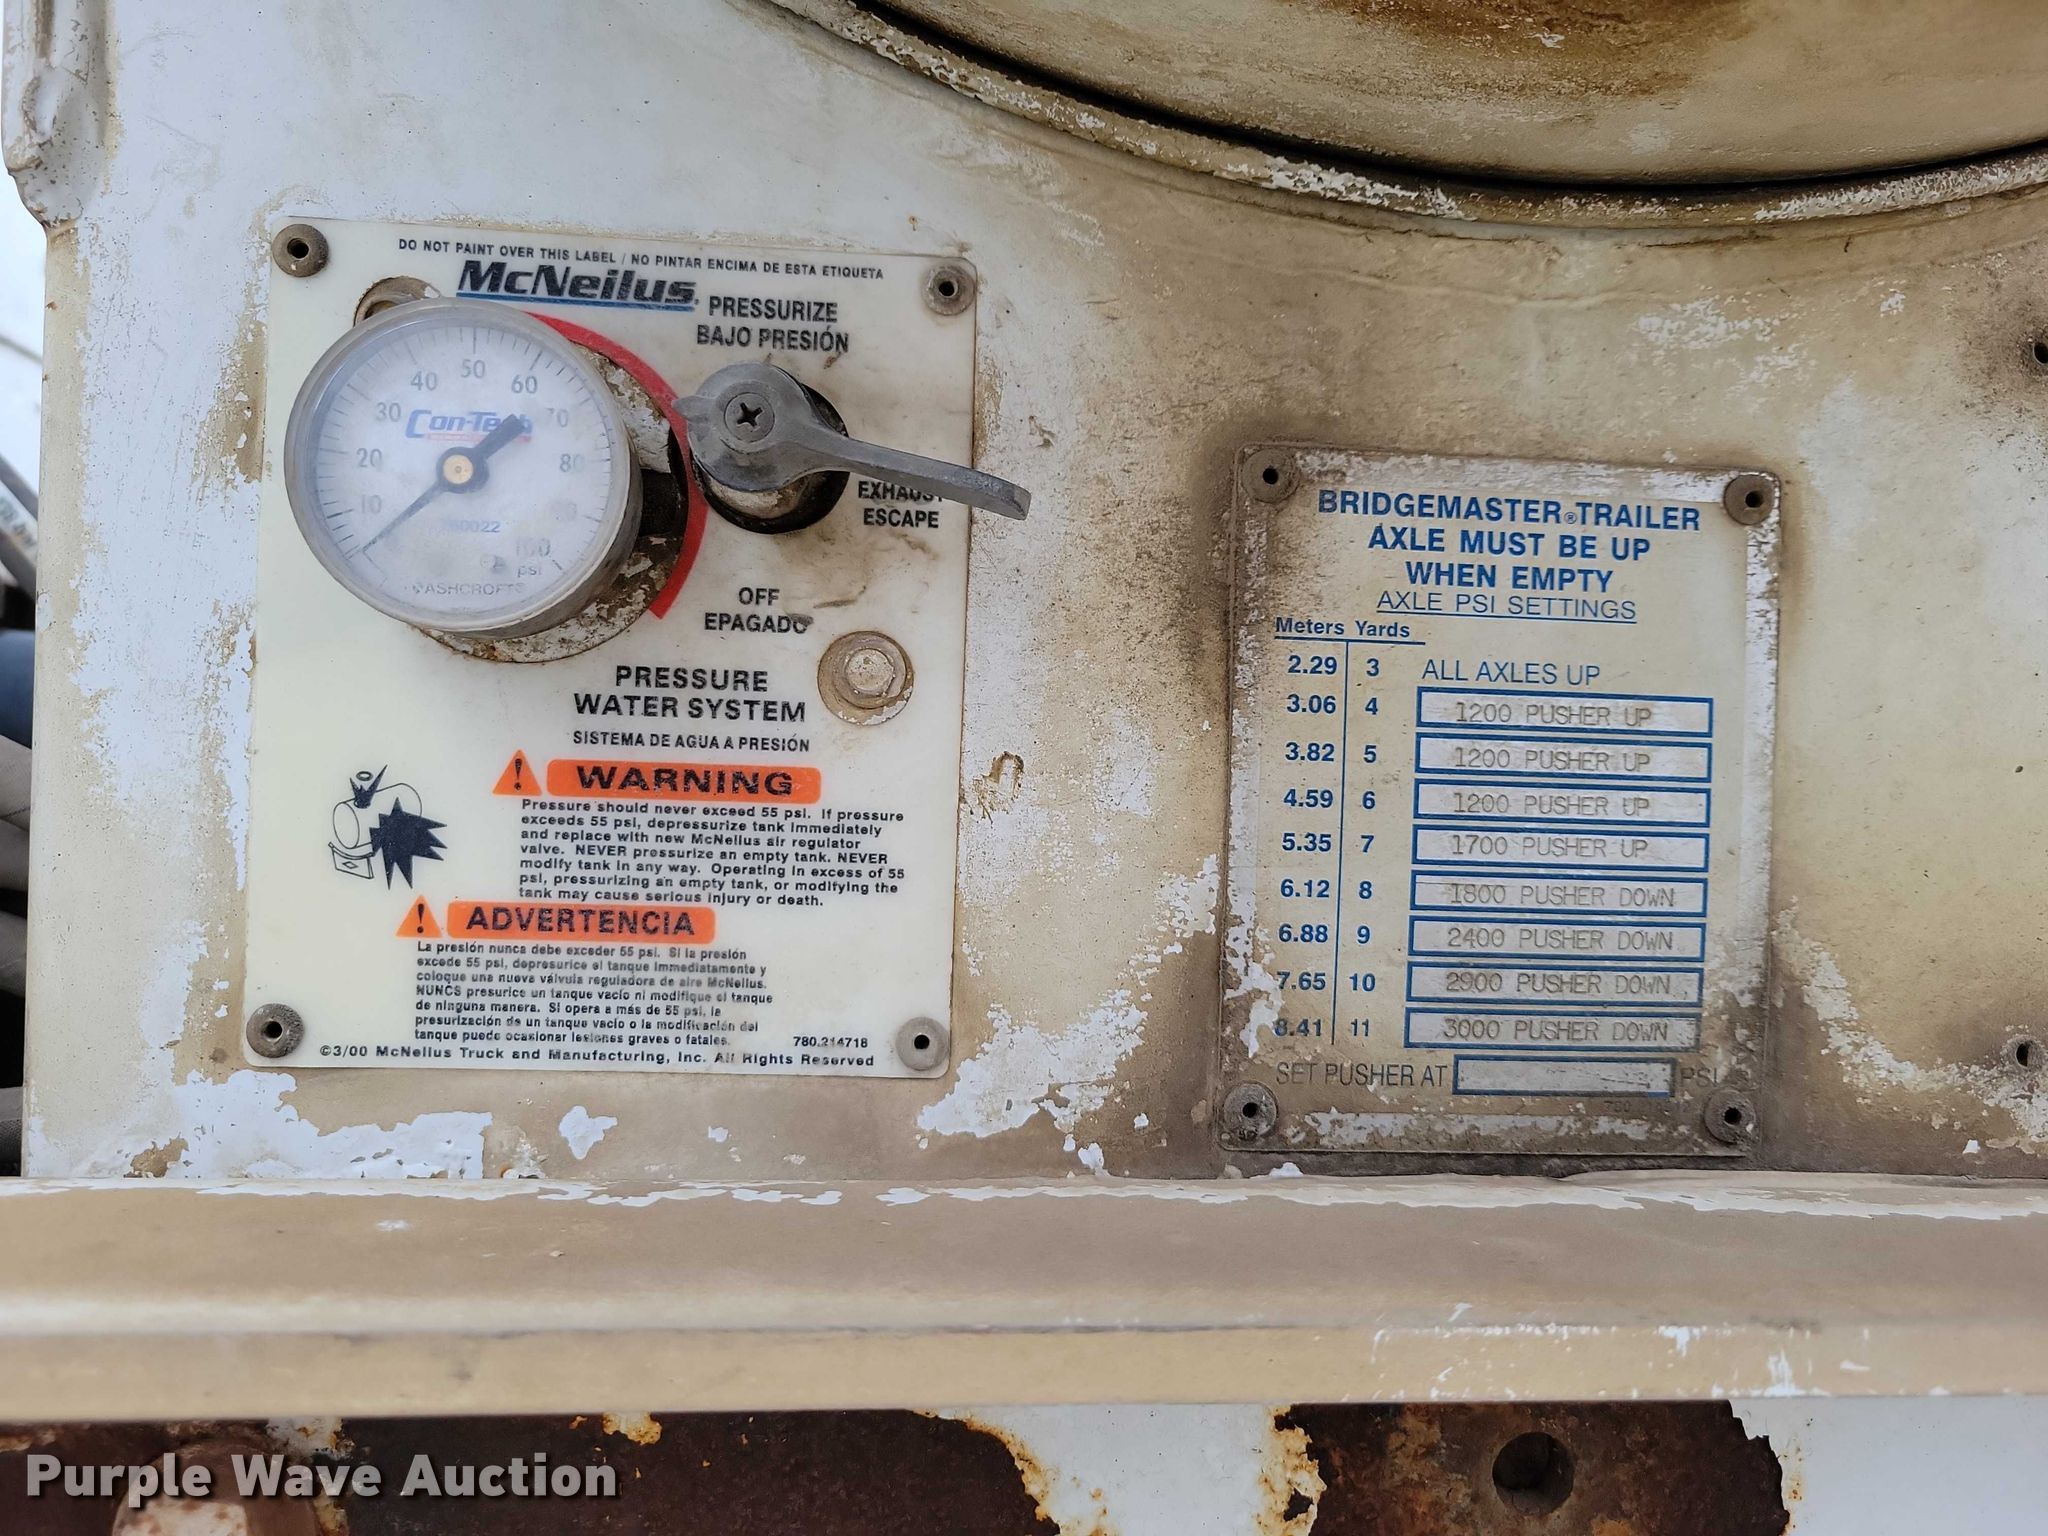 DO NOT PAINT OVER THIS LABEL / NO PINTAR ENCIMA DE ESTA ETIQUETA
McNeilus
PRESSURIZE
BAJO PRESIÓN
10 20 30 40 50 60 70 80 90 100
Con-Tech
psi
ASHCROFT®
EXHAUST
ESCAPE
OFF
EPAGADO
PRESSURE
WATER SYSTEM
SISTEMA DE AGUA A PRESIÓN
WARNING
Pressure should never exceed 55 psi. If pressure
exceeds 55 psi, depressurize tank immediately
and replace with new McNeilus air regulator
valve. NEVER pressurize an empty tank. NEVER
modify tank in any way. Operating in excess of 55
psi, pressurizing an empty tank, or modifying the
tank may cause serious injury or death.
ADVERTENCIA
La presión nunca debe exceder 55 psi. Si la presión
excede 55 psi, depresurice el tanque immediatamente y
coloque una nueva válvula reguladora de aire McNeilus.
NUNCS presurice un tanque vacío ni modifique el tanque
de ninguna manera. Si opera a más de 55 psi, la
presurización de un tanque vacío o la modificación del
tanque puede ocasionar lesiones graves o fatales.
780.214718
©3/00 McNeilus Truck and Manufacturing, Inc. All Rights Reserved
BRIDGEMASTER® TRAILER
AXLE MUST BE UP
WHEN EMPTY
AXLE PSI SETTINGS
Meters Yards
2.29 3 ALL AXLES UP
3.06 4 1200 PUSHER UP
3.82 5 1200 PUSHER UP
4.59 6 1200 PUSHER UP
5.35 7 1700 PUSHER UP
6.12 8 1800 PUSHER DOWN
6.88 9 2400 PUSHER DOWN
7.65 10 2900 PUSHER DOWN
8.41 11 3000 PUSHER DOWN
SET PUSHER AT PSI
Purple Wave Auction